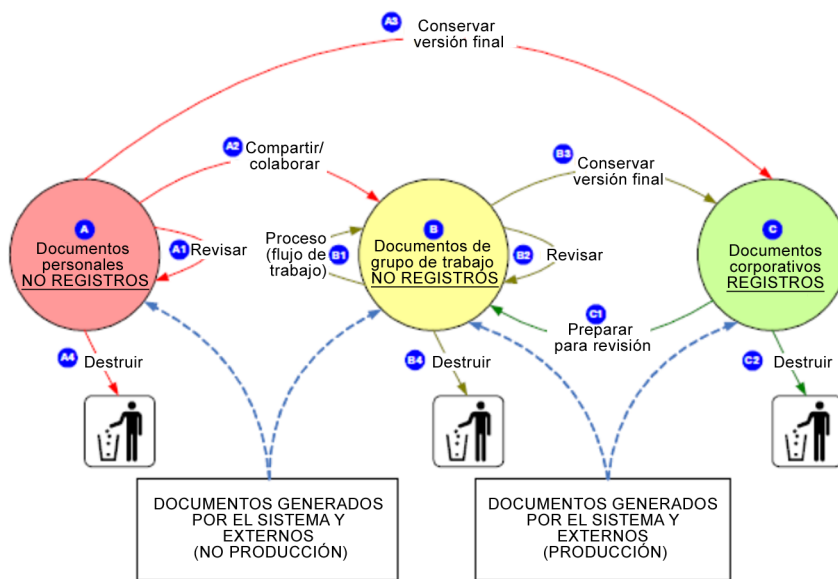 A3
Conservar
versión final
A2
Compartir/
colaborar
B3
Conservar
versión final
A
Documentos
personales
NO REGISTROS
A1
Revisar
Proceso
(flujo de
trabajo)
B1
B
Documentos de
grupo de trabajo
NO REGISTROS
B2
Revisar
C
Documentos
corporativos
REGISTROS
C1
Preparar
para revisión
A4
Destruir
B4
Destruir
C2
Destruir
DOCUMENTOS GENERADOS
POR EL SISTEMA Y
EXTERNOS
(NO PRODUCCIÓN)
DOCUMENTOS GENERADOS
POR EL SISTEMA Y
EXTERNOS
(PRODUCCIÓN)